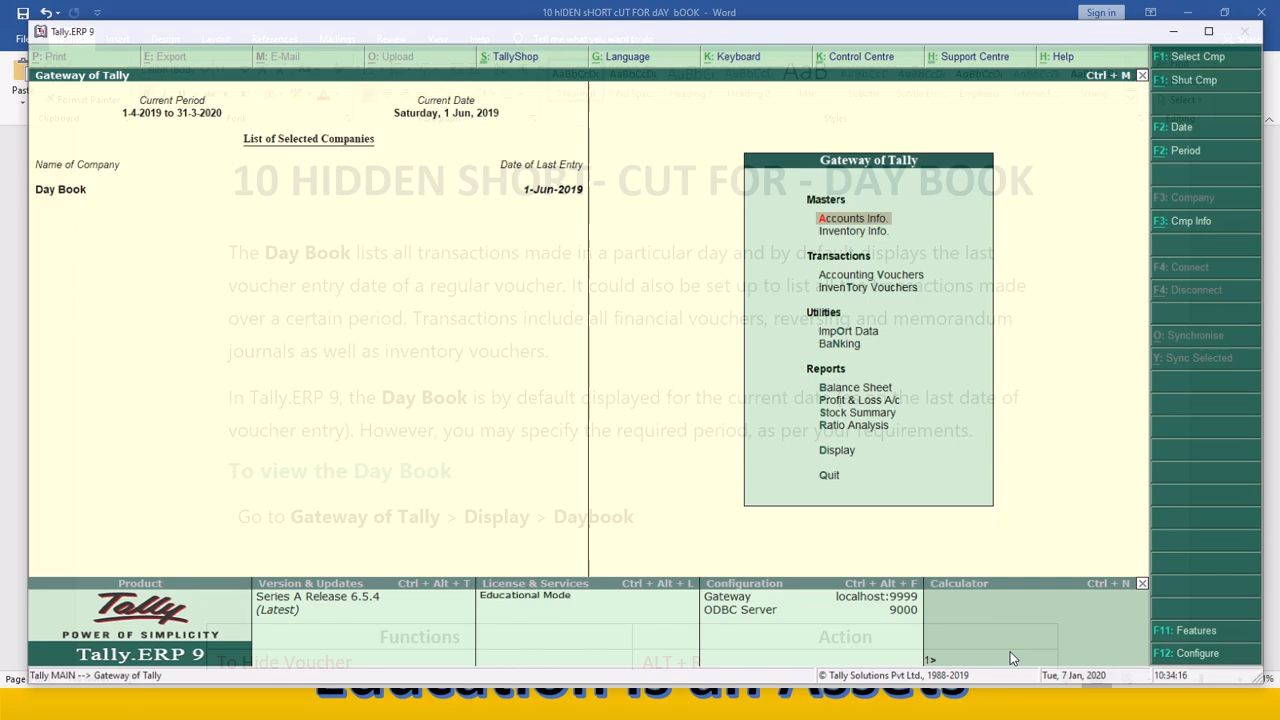 10 hIDEN sHORT cUT FOR dAY bOOK - Word
Sign in
Tally.ERP 9
P: Print
E: Export
M: E-Mail
O: Upload
S: TallyShop
G: Language
K: Keyboard
K: Control Centre
H: Support Centre
H: Help
F1: Select Cmp
Gateway of Tally
Ctrl + M
F1: Shut Cmp
Current Period
Current Date
1-4-2019 to 31-3-2020
Saturday, 1 Jun, 2019
List of Selected Companies
Name of Company
Date of Last Entry
Day Book
1-Jun-2019
F2: Date
F2: Period
F3: Company
F3: Cmp Info
F4: Connect
F4: Disconnect
O: Synchronise
Y: Sync Selected
F11: Features
F12: Configure
Format Painter
Clipboard
Font
Styles
Select
Gateway of Tally
Masters
Accounts Info.
Inventory Info.
Transactions
Accounting Vouchers
InvenTory Vouchers
Utilities
ImpOrt Data
BaNking
Reports
Balance Sheet
Profit & Loss A/c
Stock Summary
Ratio Analysis
Display
Quit
10 HIDDEN SHORT- CUT FOR - DAY BOOK
The Day Book lists all transactions made in a particular day and by default displays the last
voucher entry date of a regular voucher. It could also be set up to list all transactions made
over a certain period. Transactions include all financial vouchers, reversing and memorandum
journals as well as inventory vouchers.
In Tally.ERP 9, the Day Book is by default displayed for the current date the last date of
voucher entry). However, you may specify the required period, as per your requirements.
To view the Day Book
Go to Gateway of Tally > Display > Daybook
Functions
Action
To Hide Voucher
ALT + R
Product
Version & Updates
Ctrl + Alt + T
License & Services
Ctrl + Alt + L
Configuration
Ctrl + Alt + F
Calculator
Ctrl + N
Tally
POWER OF SIMPLICITY
Tally.ERP 9
Series A Release 6.5.4
(Latest)
Educational Mode
Gateway
localhost:9999
ODBC Server
9000
1>
Tally MAIN --> Gateway of Tally
© Tally Solutions Pvt Ltd., 1988-2019
Tue, 7 Jan, 2020
10:34:16
Page
Education is an Assets